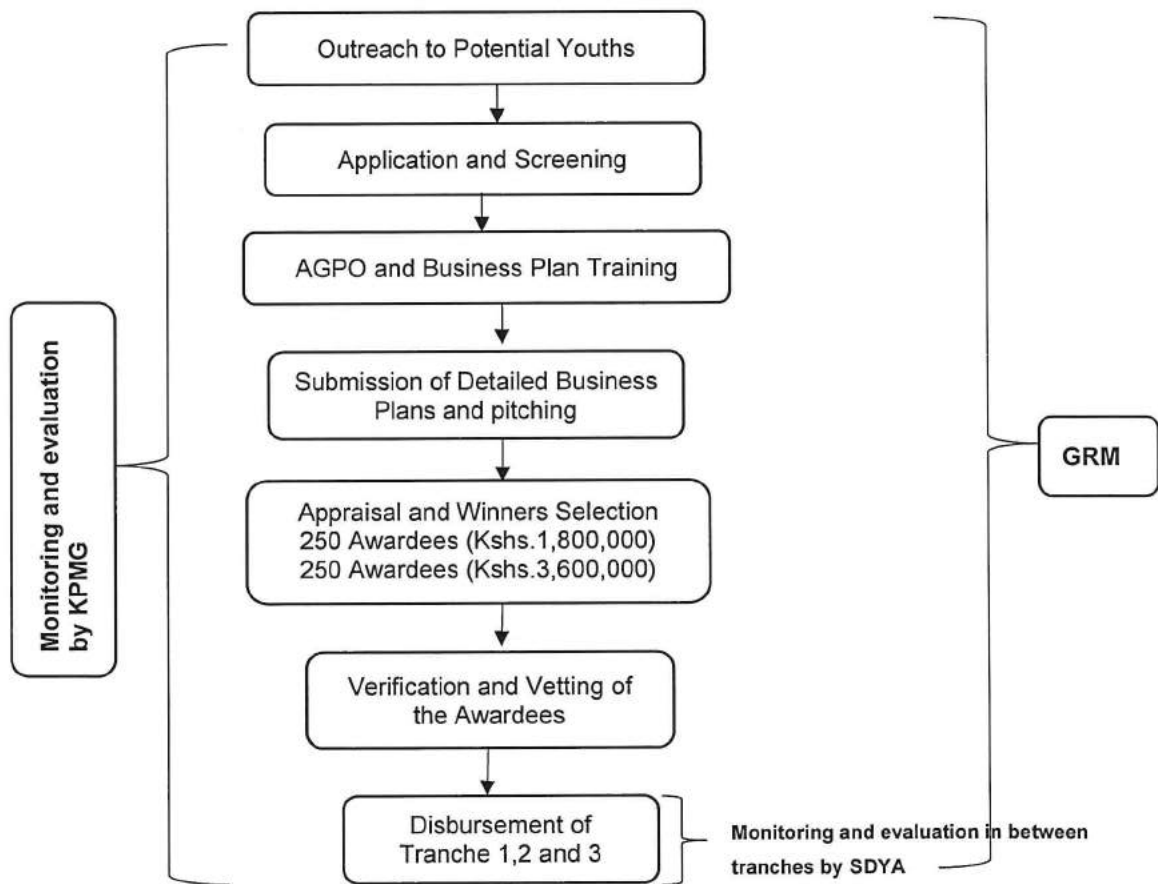 Outreach to Potential Youths
Application and Screening
AGPO and Business Plan Training
Submission of Detailed Business
Plans and pitching
Appraisal and Winners Selection
250 Awardees (Kshs.1,800,000)
250 Awardees (Kshs.3,600,000)
Verification and Vetting of
the Awardees
Disbursement of
Tranche 1,2 and 3
Monitoring and evaluation
by KPMG
GRM
Monitoring and evaluation in between
tranches by SDYA